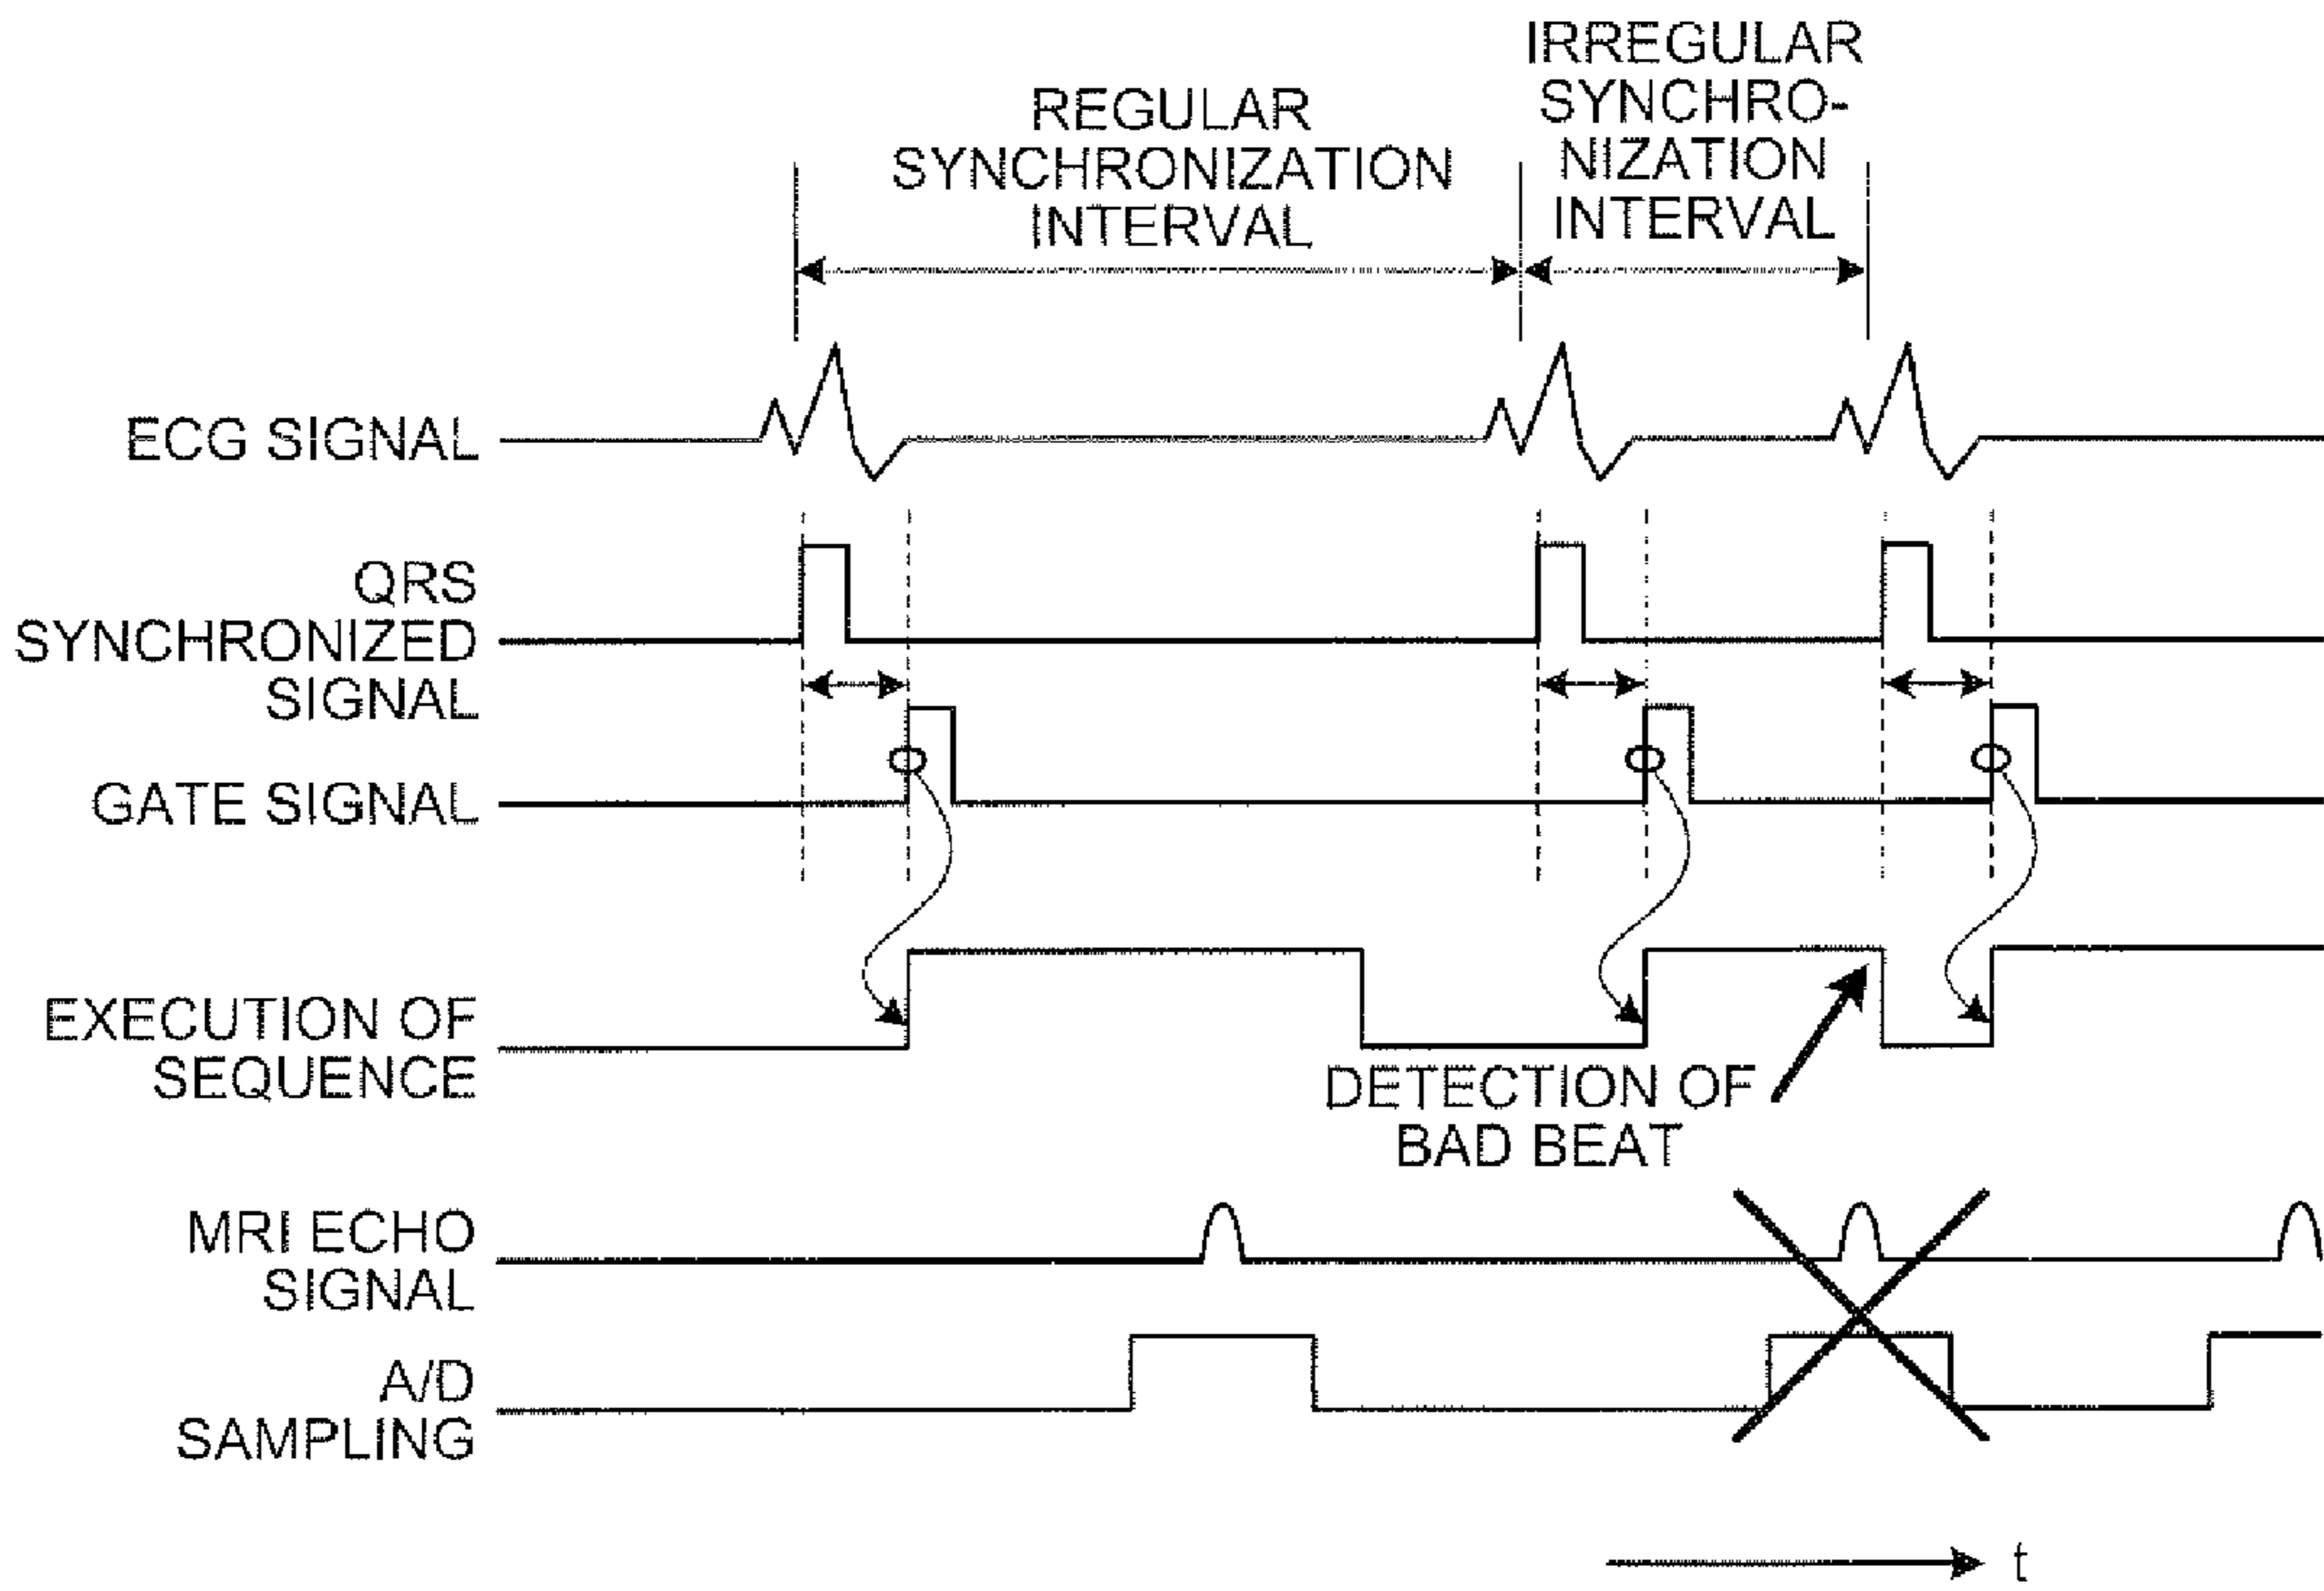 IRREGULAR
SYNCHRO-
NIZATION
INTERVAL
REGULAR
SYNCHRONIZATION
INTERVAL
ECG SIGNAL
QRS
SYNCHRONIZED
SIGNAL
GATE SIGNAL
EXECUTION OF
SEQUENCE
DETECTION OF
BAD BEAT
MRI ECHO
SIGNAL
A/D
SAMPLING
t